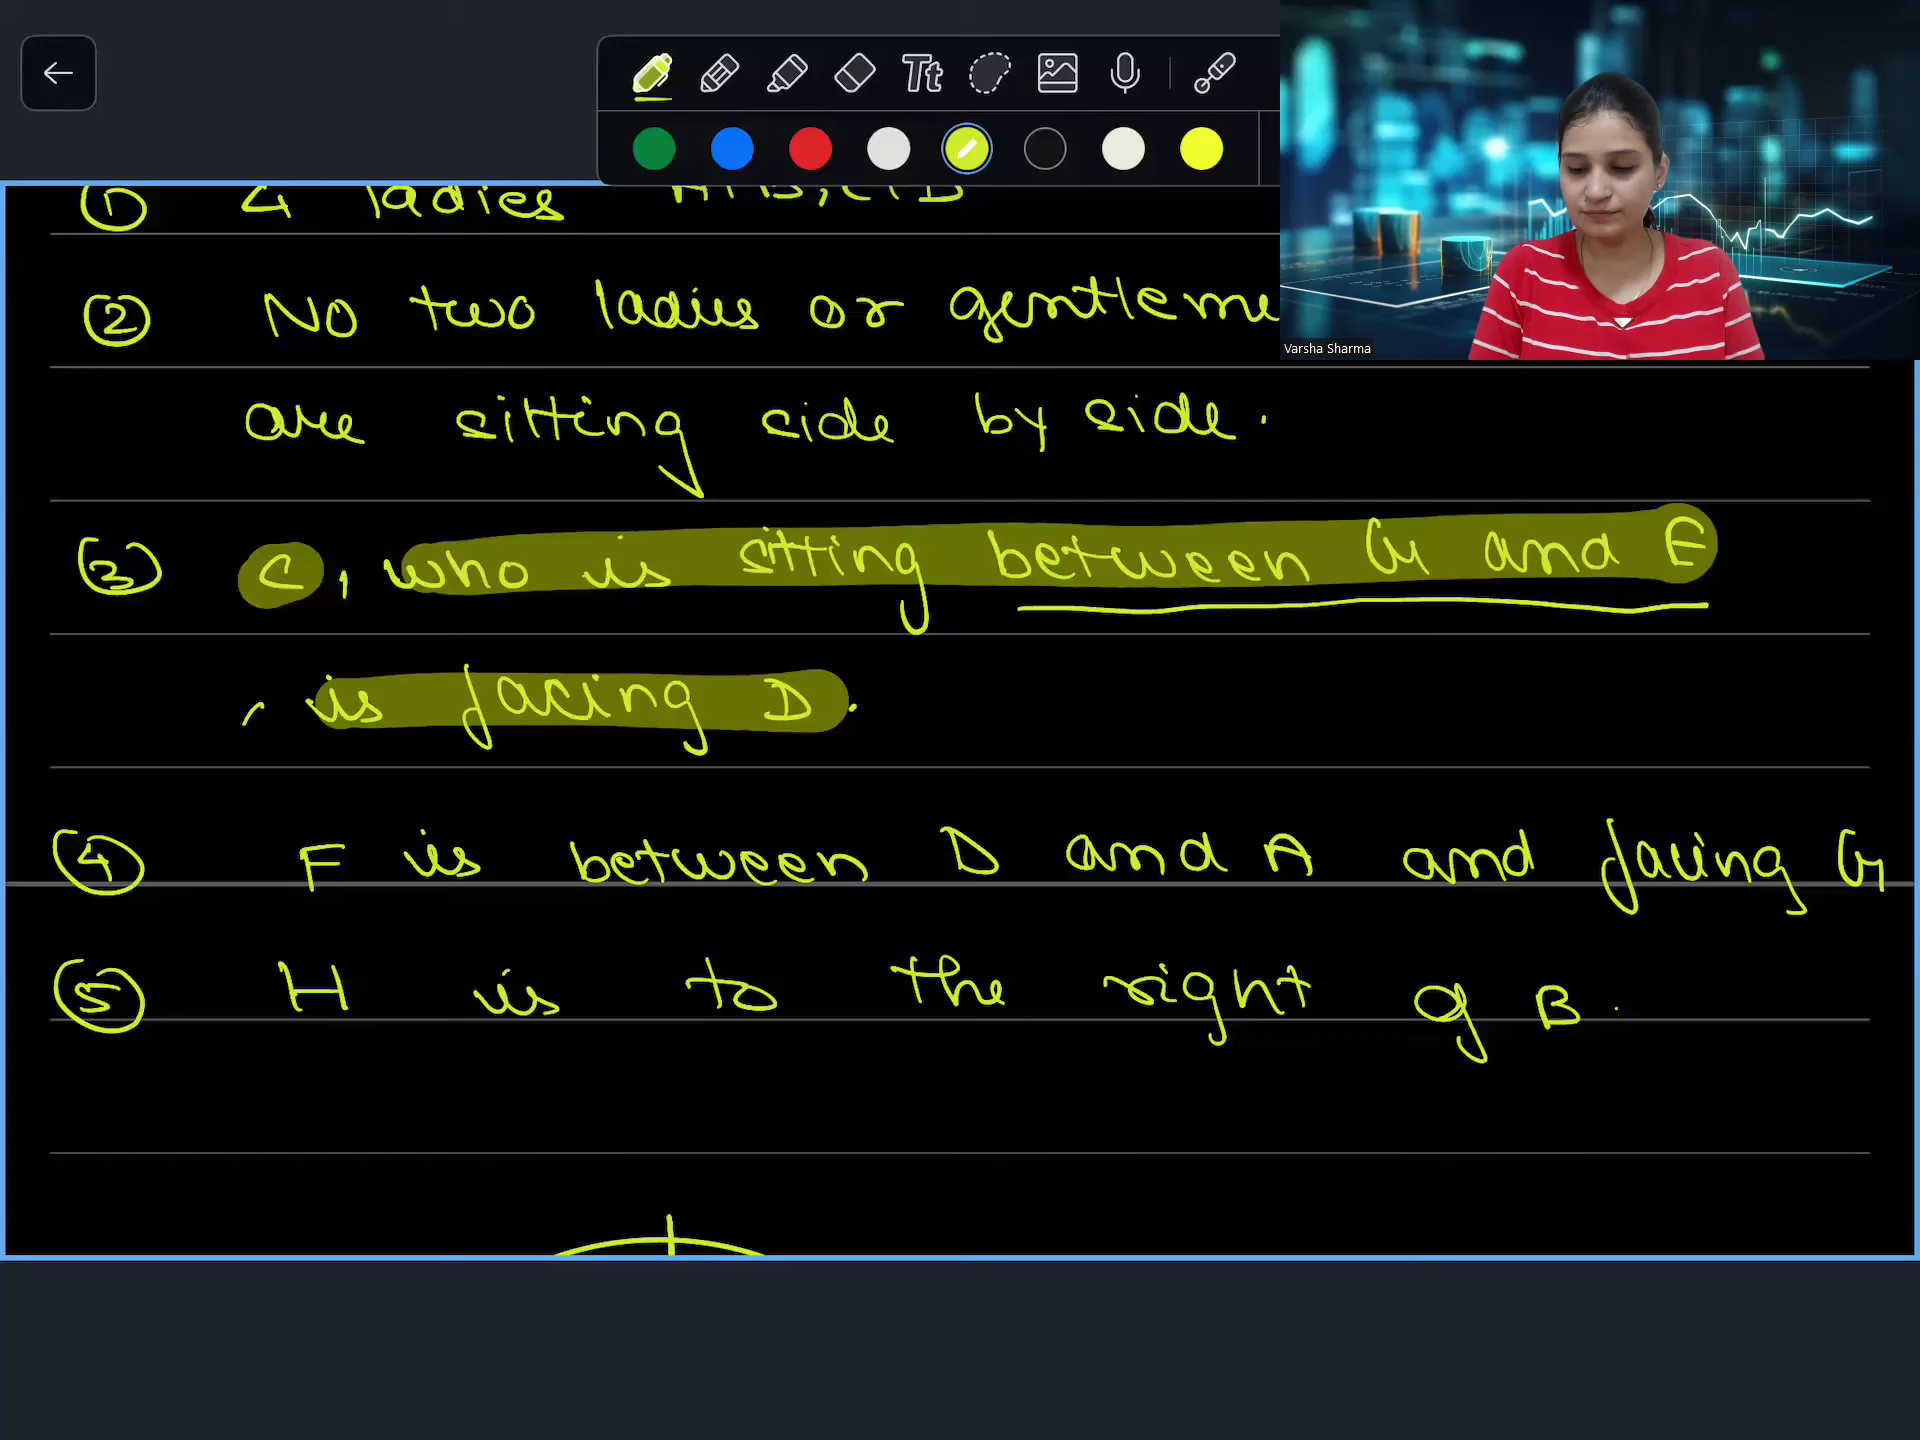 Tt
① 4 ladies A, B, C, D
② No two ladies or gentleme
are sitting side by side.
③ C, who is sitting between G and E
, is facing D.
④ F is between D and A and facing G
⑤ H is to the right of B.
Varsha Sharma